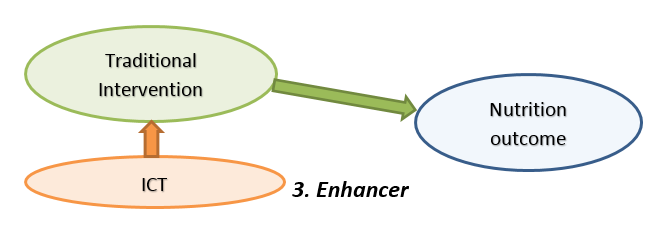 Traditional
Intervention
Nutrition
outcome
ICT
3. Enhancer